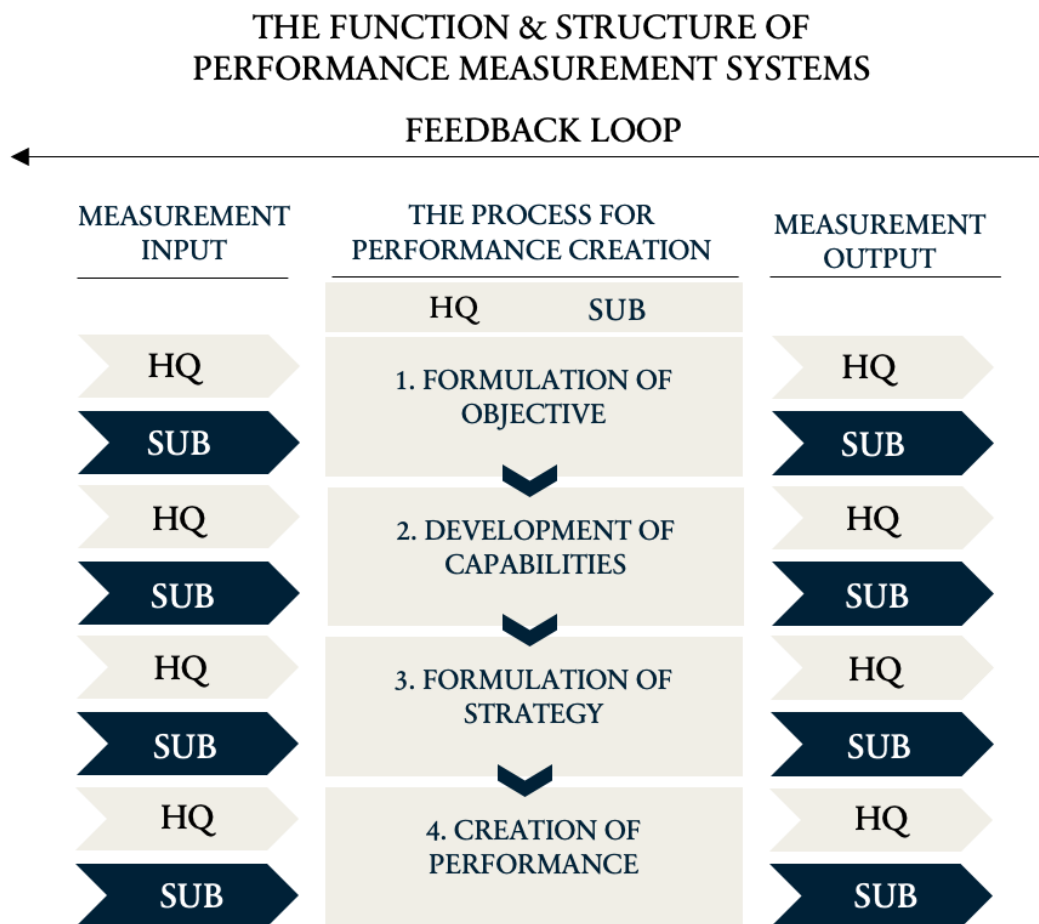 THE FUNCTION & STRUCTURE OF
PERFORMANCE MEASUREMENT SYSTEMS
FEEDBACK LOOP
MEASUREMENT
INPUT
THE PROCESS FOR
PERFORMANCE CREATION
MEASUREMENT
OUTPUT
HQ SUB
HQ
SUB
1. FORMULATION OF
OBJECTIVE
HQ
SUB
HQ
SUB
2. DEVELOPMENT OF
CAPABILITIES
HQ
SUB
HQ
SUB
3. FORMULATION OF
STRATEGY
HQ
SUB
HQ
SUB
4. CREATION OF
PERFORMANCE
HQ
SUB